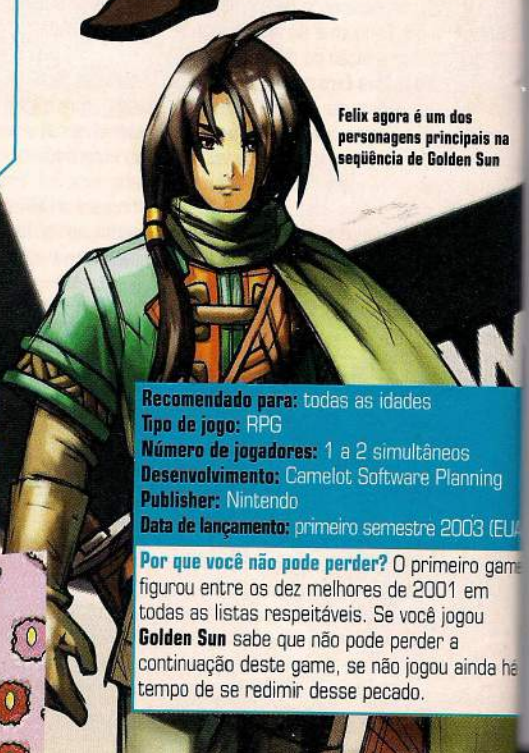 Felix agora é um dos
personagens principais na
seqüência de Golden Sun
Recomendado para: todas as idades
Tipo de jogo: RPG
Número de jogadores: 1 a 2 simultâneos
Desenvolvimento: Camelot Software Planning
Publisher: Nintendo
Data de lançamento: primeiro semestre 2003 (EUA
Por que você não pode perder? O primeiro game
figurou entre os dez melhores de 2001 em
todas as listas respeitáveis. Se você jogou
Golden Sun sabe que não pode perder a
continuação deste game, se não jogou ainda há
tempo de se redimir desse pecado.